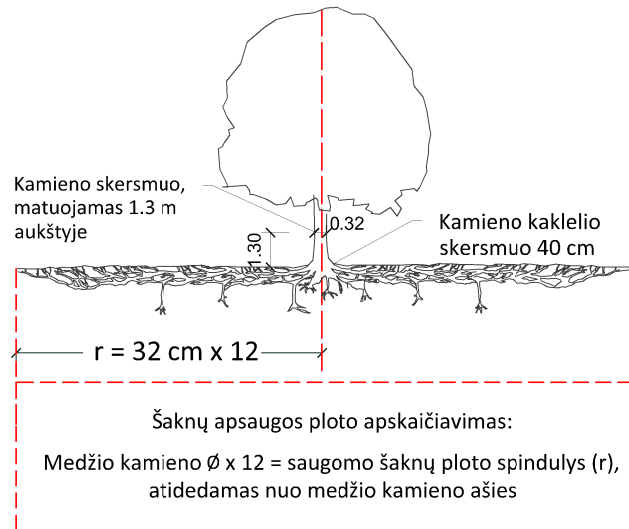 Kamieno skersmuo,
matuojamas 1.3 m
aukštyje
0.32
1.30
Kamieno kaklelio
skersmuo 40 cm
r = 32 cm x 12
Šaknų apsaugos ploto apskaičiavimas:
Medžio kamieno Ø x 12 = saugomo šaknų ploto spindulys (r),
atidedamas nuo medžio kamieno ašies